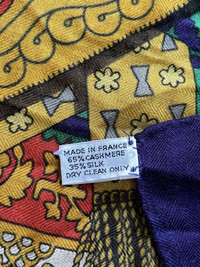 MADE IN FRANCE
65% CASHMERE
35% SILK
DRY CLEAN ONLY